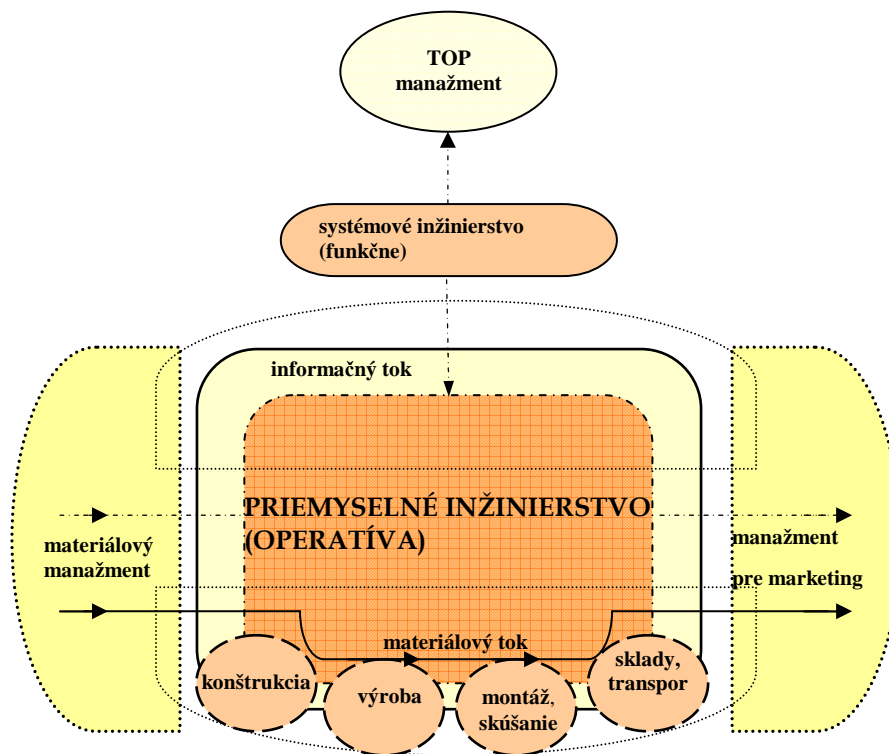 TOP
manažment
systémové inžinierstvo
(funkčne)
informačný tok
PRIEMYSELNÉ INŽINIERSTVO
(OPERATÍVA)
materiálový
manažment
manažment
pre marketing
materiálový tok
konštrukcia
výroba
montáž,
skúšanie
sklady,
transpor